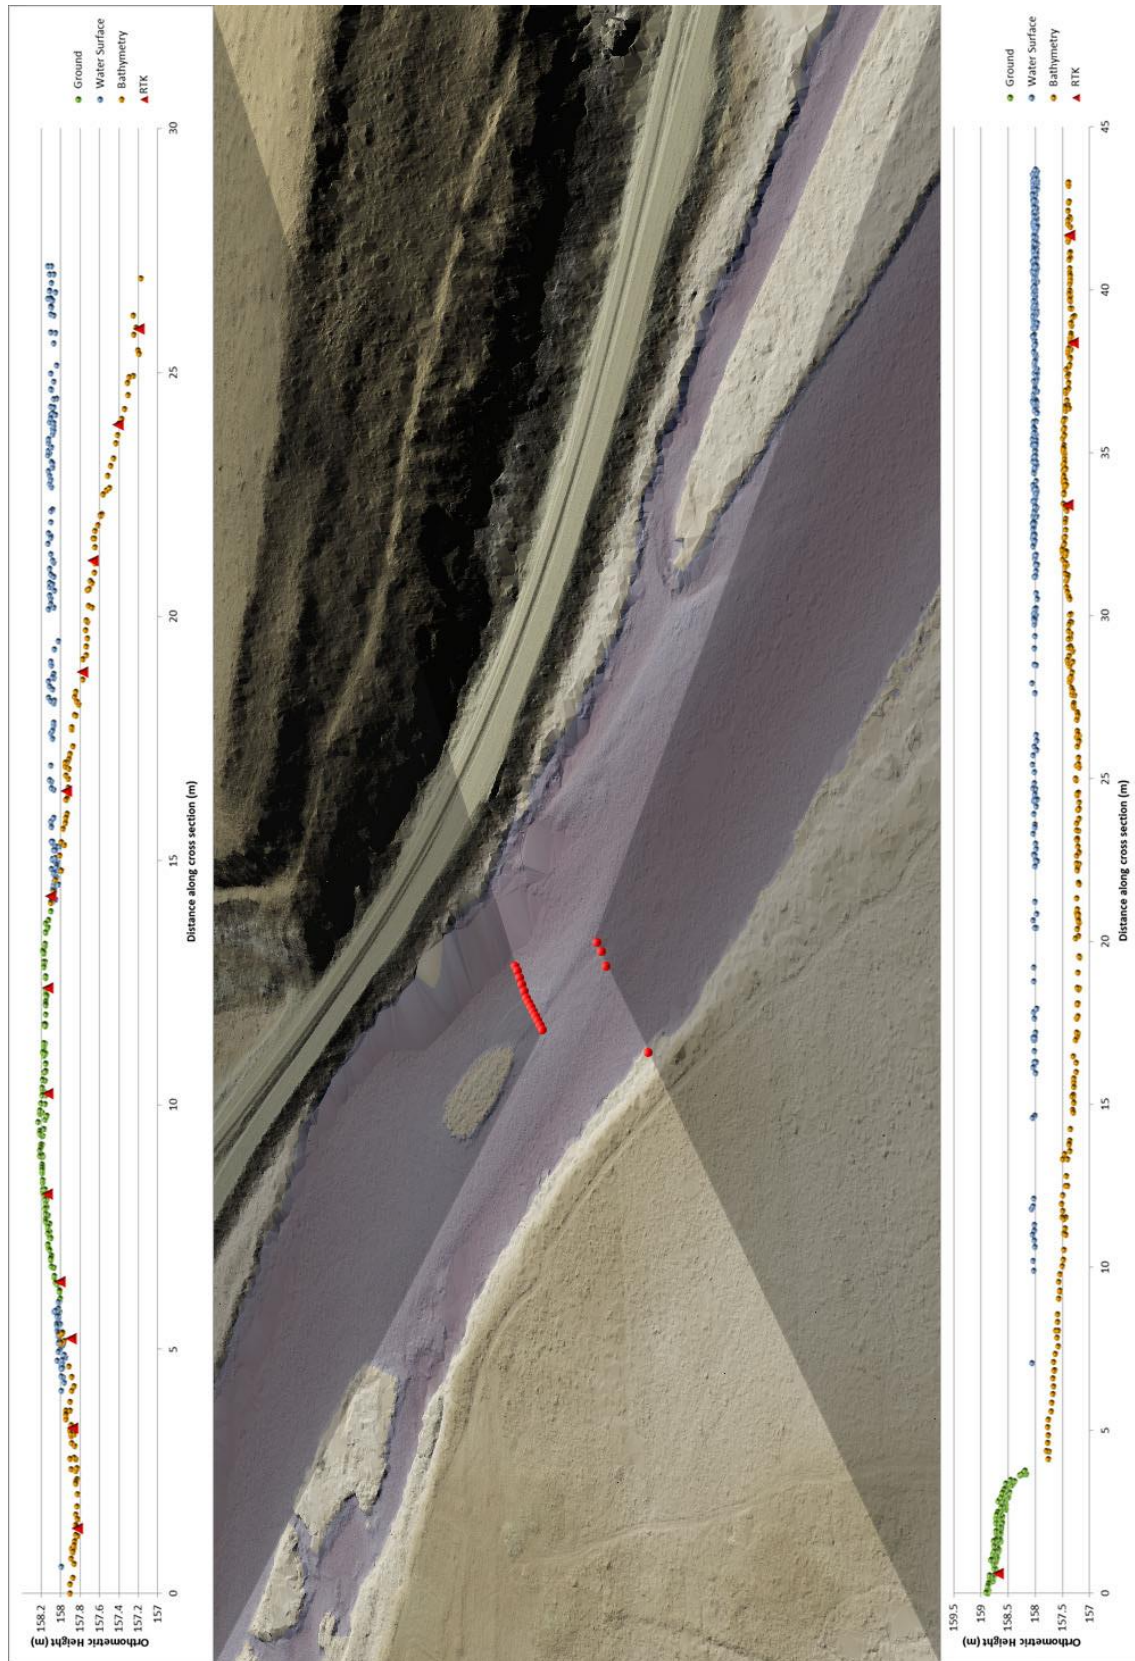 Ground
Water Surface
Bathymetry
RTK
158.2
158
157.8
157.6
157.4
157.2
157
Orthometric Height (m)
0
5
10
15
20
25
30
Distance along cross section (m)
Ground
Water Surface
Bathymetry
RTK
159.5
159
158.5
158
157.5
157
Orthometric Height (m)
0
5
10
15
20
25
30
35
40
45
Distance along cross section (m)